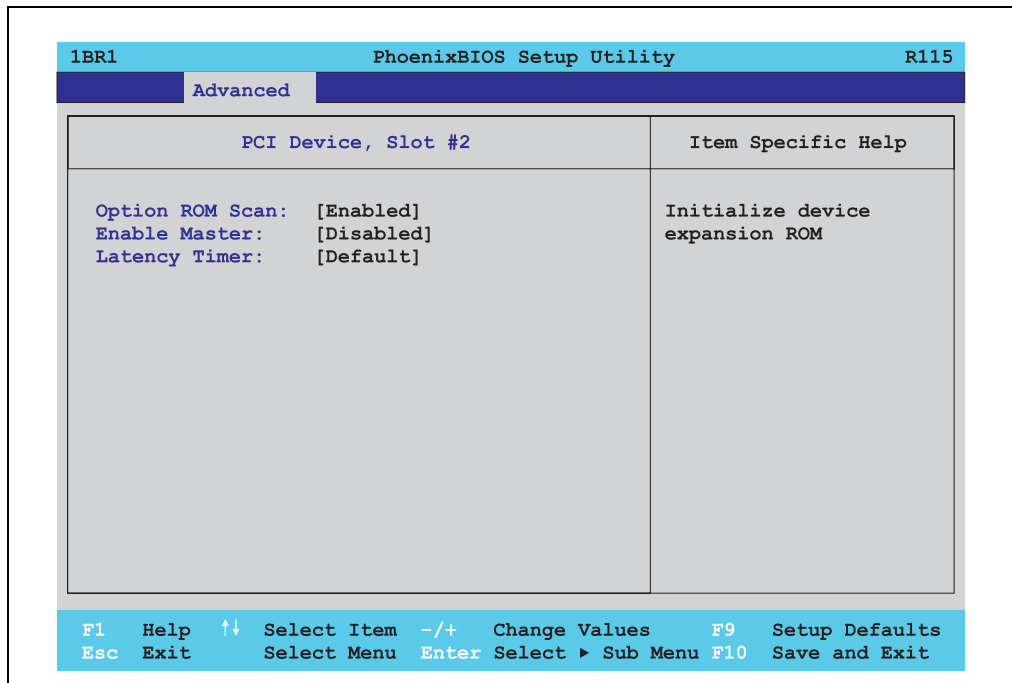 1BR1 PhoenixBIOS Setup Utility R115
Advanced
PCI Device, Slot #2 Item Specific Help
Option ROM Scan: [Enabled] Initialize device
Enable Master: [Disabled] expansion ROM
Latency Timer: [Default]
F1 Help ↑↓ Select Item -/+ Change Values F9 Setup Defaults
Esc Exit Select Menu Enter Select ▶ Sub Menu F10 Save and Exit